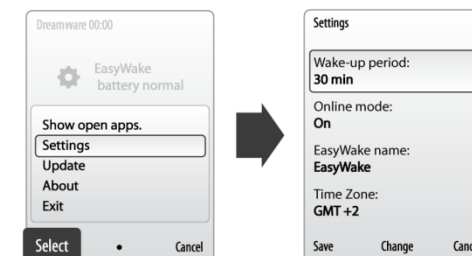 Dreamware 00:00
EasyWake
battery normal
Show open apps.
Settings
Update
About
Exit
Select
Cancel
Settings
Wake-up period:
30 min
Online mode:
On
EasyWake name:
EasyWake
Time Zone:
GMT +2
Save Change